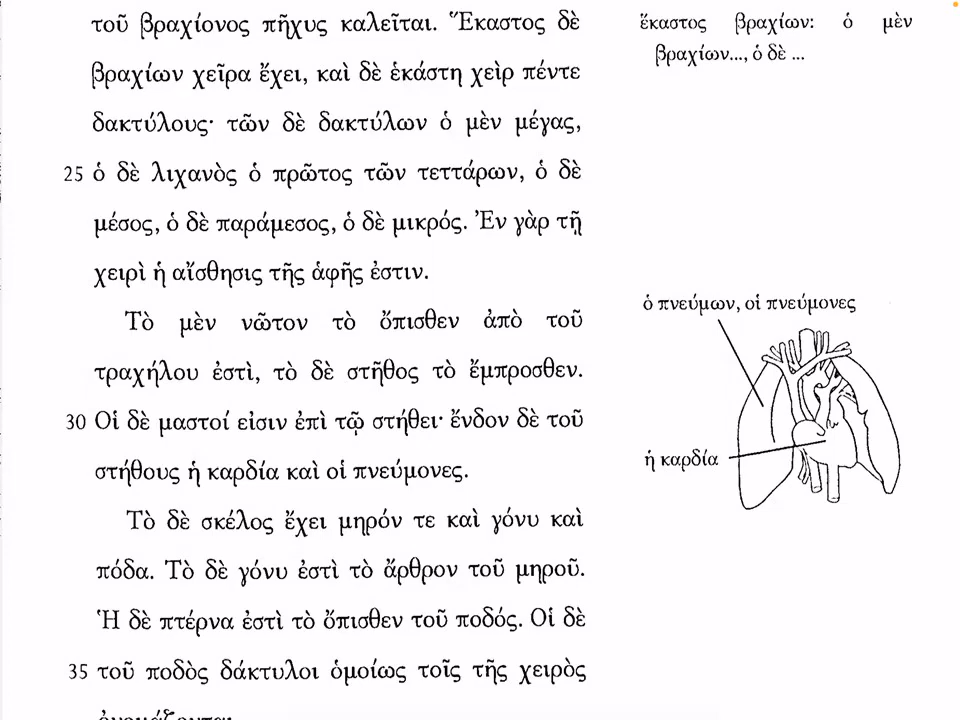 τοῦ βραχίονος πῆχυς καλεῖται. Ἕκαστος δὲ
βραχίων χεῖρα ἔχει, καὶ δὲ ἑκάστη χεὶρ πέντε
δακτύλους· τῶν δὲ δακτύλων ὁ μὲν μέγας,
25 ὁ δὲ λιχανὸς ὁ πρῶτος τῶν τεττάρων, ὁ δὲ
μέσος, ὁ δὲ παράμεσος, ὁ δὲ μικρός. Ἐν γὰρ τῇ
χειρὶ ἡ αἴσθησις τῆς ἁφῆς ἐστιν.
Τὸ μὲν νῶτον τὸ ὄπισθεν ἀπὸ τοῦ
τραχήλου ἐστὶ, τὸ δὲ στῆθος τὸ ἔμπροσθεν.
30 Οἱ δὲ μαστοί εἰσιν ἐπὶ τῷ στήθει· ἔνδον δὲ τοῦ
στήθους ἡ καρδία καὶ οἱ πνεύμονες.
Τὸ δὲ σκέλος ἔχει μηρόν τε καὶ γόνυ καὶ
πόδα. Τὸ δὲ γόνυ ἐστὶ τὸ ἄρθρον τοῦ μηροῦ.
Ἡ δὲ πτέρνα ἐστὶ τὸ ὄπισθεν τοῦ ποδός. Οἱ δὲ
35 τοῦ ποδὸς δάκτυλοι ὁμοίως τοῖς τῆς χειρὸς
ἕκαστος βραχίων: ὁ μὲν
βραχίων..., ὁ δὲ ...
ὁ πνεύμων, οἱ πνεύμονες
ἡ καρδία